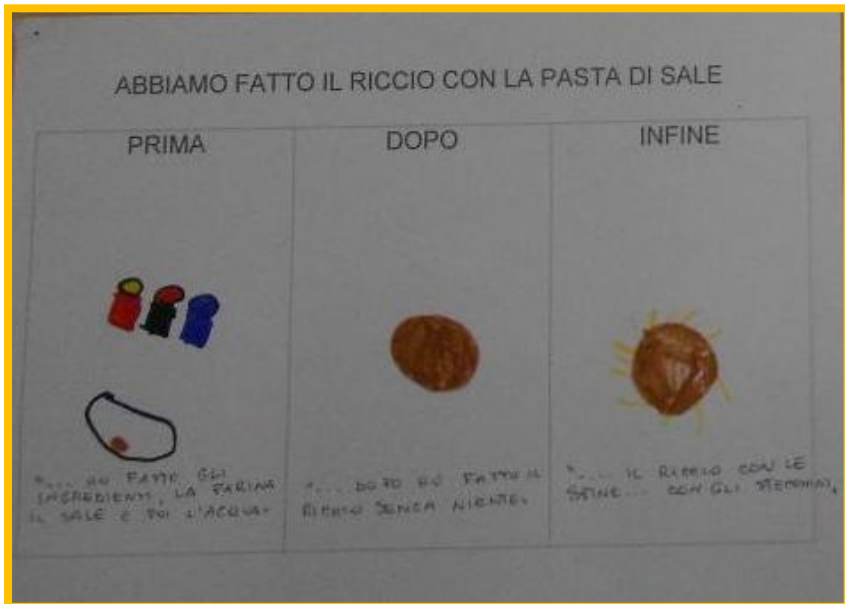 ABBIAMO FATTO IL RICCIO CON LA PASTA DI SALE
PRIMA
DOPO
INFINE
"... HO FATTO GLI
INGREDIENTI, LA FARINA
IL SALE E POI L'ACQUA.
"... DOPO HO FATTO IL
RICCIO SENZA NIENTE.
"... IL RICCIO CON LE
SPINE... CON GLI STECCHINI.